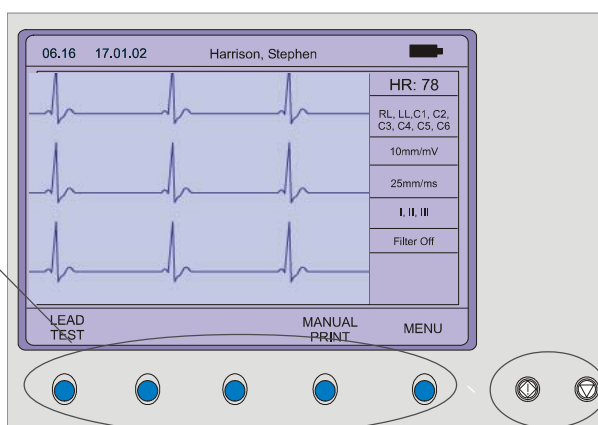 06.16 17.01.02 Harrison, Stephen
HR: 78
RL, LL,C1, C2,
C3, C4, C5, C6
10mm/mV
25mm/ms
I, II, III
Filter Off
LEAD
TEST
MANUAL
PRINT
MENU